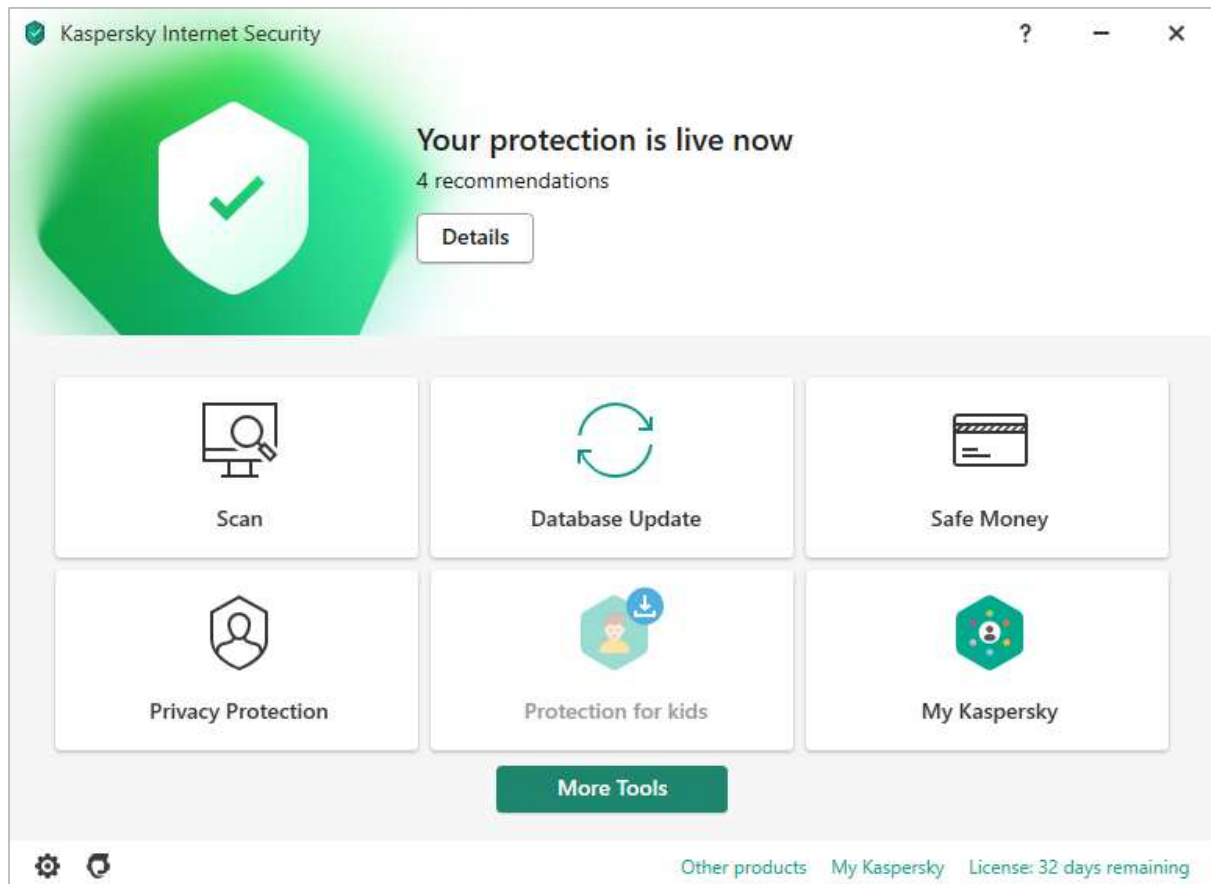 Kaspersky Internet Security
?
Your protection is live now
4 recommendations
Details
Scan
Database Update
Safe Money
Privacy Protection
Protection for kids
My Kaspersky
More Tools
Other products My Kaspersky License: 32 days remaining